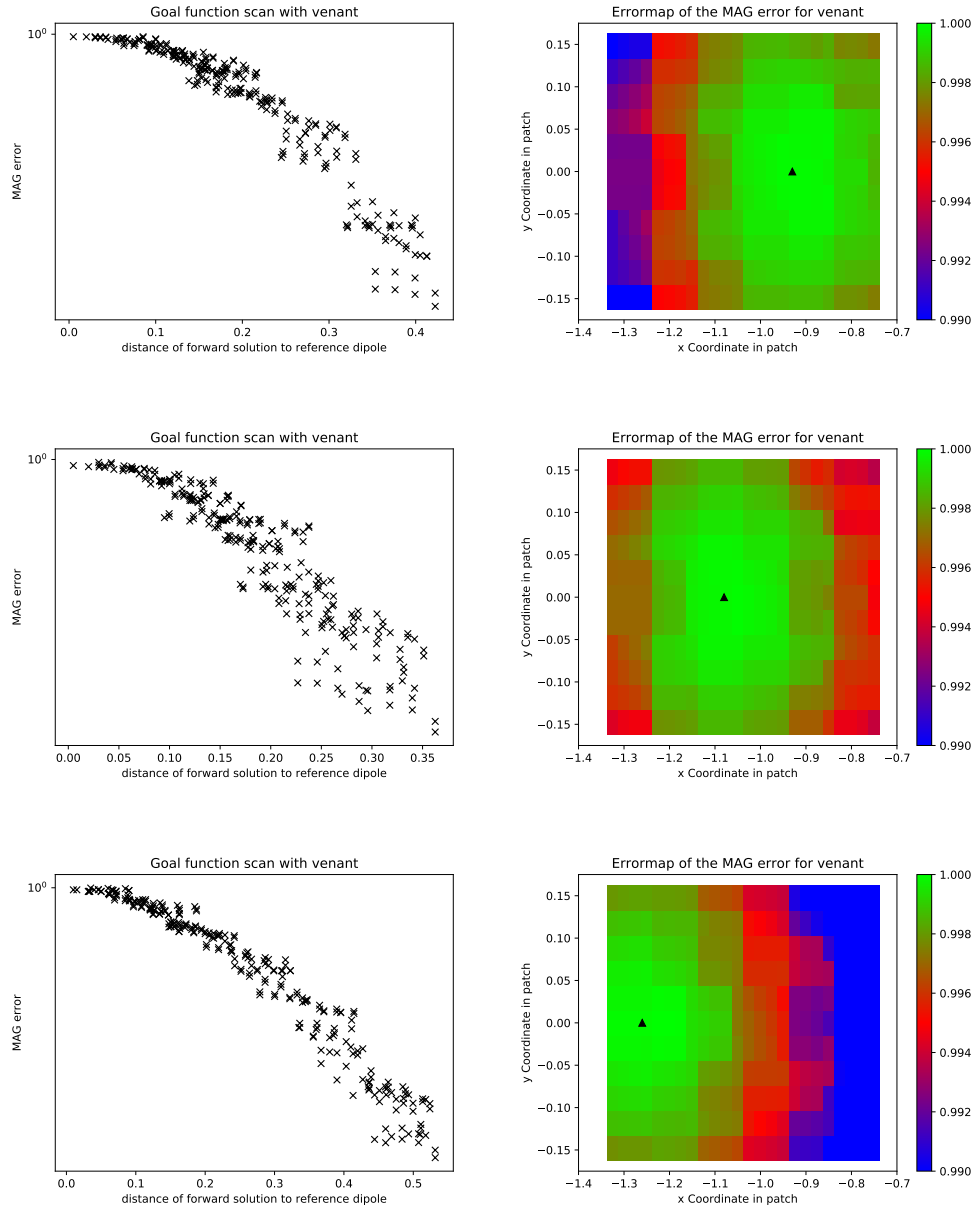 Goal function scan with venant
10⁰
MAG error
0.0 0.1 0.2 0.3 0.4
distance of forward solution to reference dipole
Errormap of the MAG error for venant
0.15
0.10
0.05
0.00
−0.05
−0.10
−0.15
y Coordinate in patch
−1.4 −1.3 −1.2 −1.1 −1.0 −0.9 −0.8 −0.7
x Coordinate in patch
1.000
0.998
0.996
0.994
0.992
0.990
Goal function scan with venant
10⁰
MAG error
0.00 0.05 0.10 0.15 0.20 0.25 0.30 0.35
distance of forward solution to reference dipole
Errormap of the MAG error for venant
0.15
0.10
0.05
0.00
−0.05
−0.10
−0.15
y Coordinate in patch
−1.4 −1.3 −1.2 −1.1 −1.0 −0.9 −0.8 −0.7
x Coordinate in patch
1.000
0.998
0.996
0.994
0.992
0.990
Goal function scan with venant
10⁰
MAG error
0.0 0.1 0.2 0.3 0.4 0.5
distance of forward solution to reference dipole
Errormap of the MAG error for venant
0.15
0.10
0.05
0.00
−0.05
−0.10
−0.15
y Coordinate in patch
−1.4 −1.3 −1.2 −1.1 −1.0 −0.9 −0.8 −0.7
x Coordinate in patch
1.000
0.998
0.996
0.994
0.992
0.990